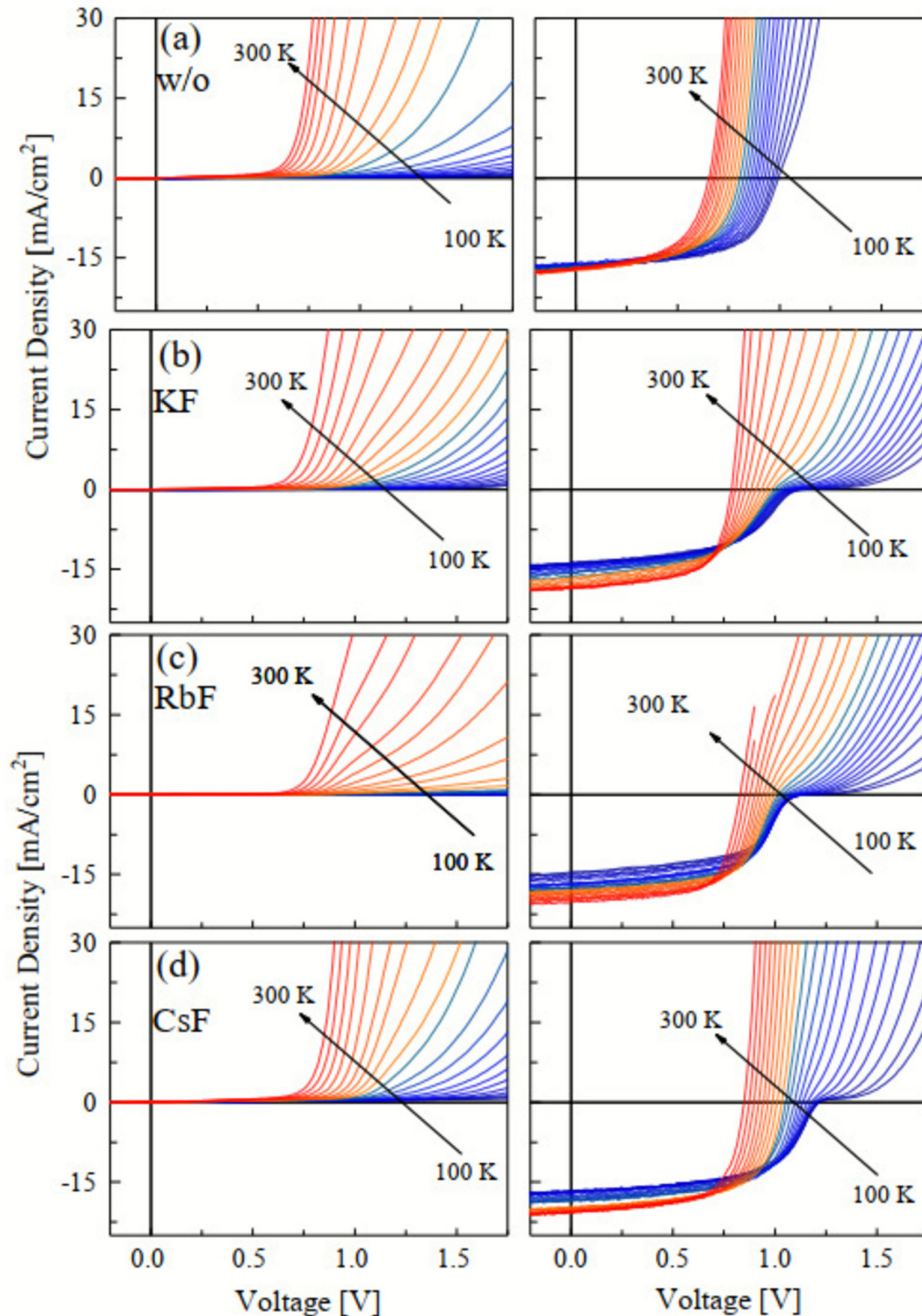 Current Density [mA/cm²]
30
15
0
-15
(a)
w/o
300 K
100 K
300 K
100 K
30
15
0
-15
(b)
KF
300 K
100 K
300 K
100 K
Current Density [mA/cm²]
30
15
0
-15
(c)
RbF
300 K
100 K
300 K
100 K
30
15
0
-15
(d)
CsF
300 K
100 K
300 K
100 K
0.0 0.5 1.0 1.5
0.0 0.5 1.0 1.5
Voltage [V]
Voltage [V]